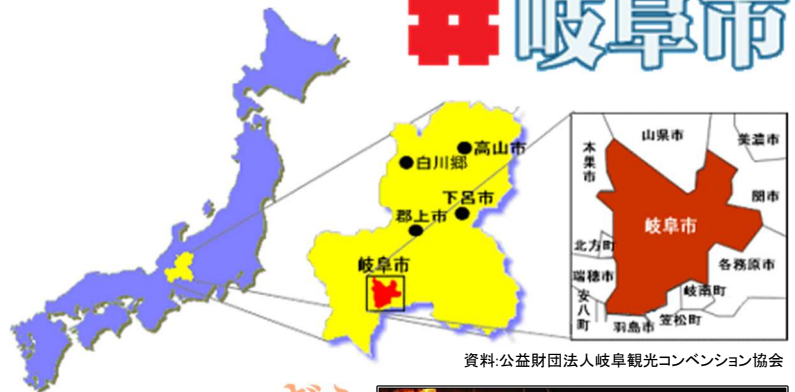 岐阜市
高山市
白川郷
下呂市
郡上市
岐阜市
山県市
美濃市
本巣市
関市
岐阜市
北方町
各務原市
瑞穂市
岐南町
安八町
笠松町
羽島市
資料:公益財団法人岐阜観光コンベンション協会